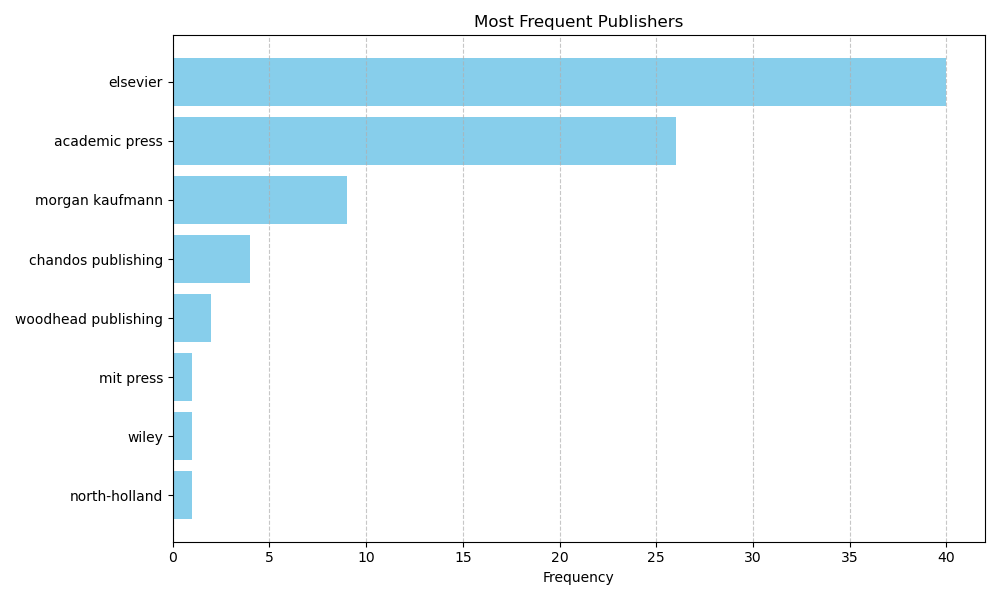 Most Frequent Publishers
elsevier
academic press
morgan kaufmann
chandos publishing
woodhead publishing
mit press
wiley
north-holland
0 5 10 15 20 25 30 35 40
Frequency